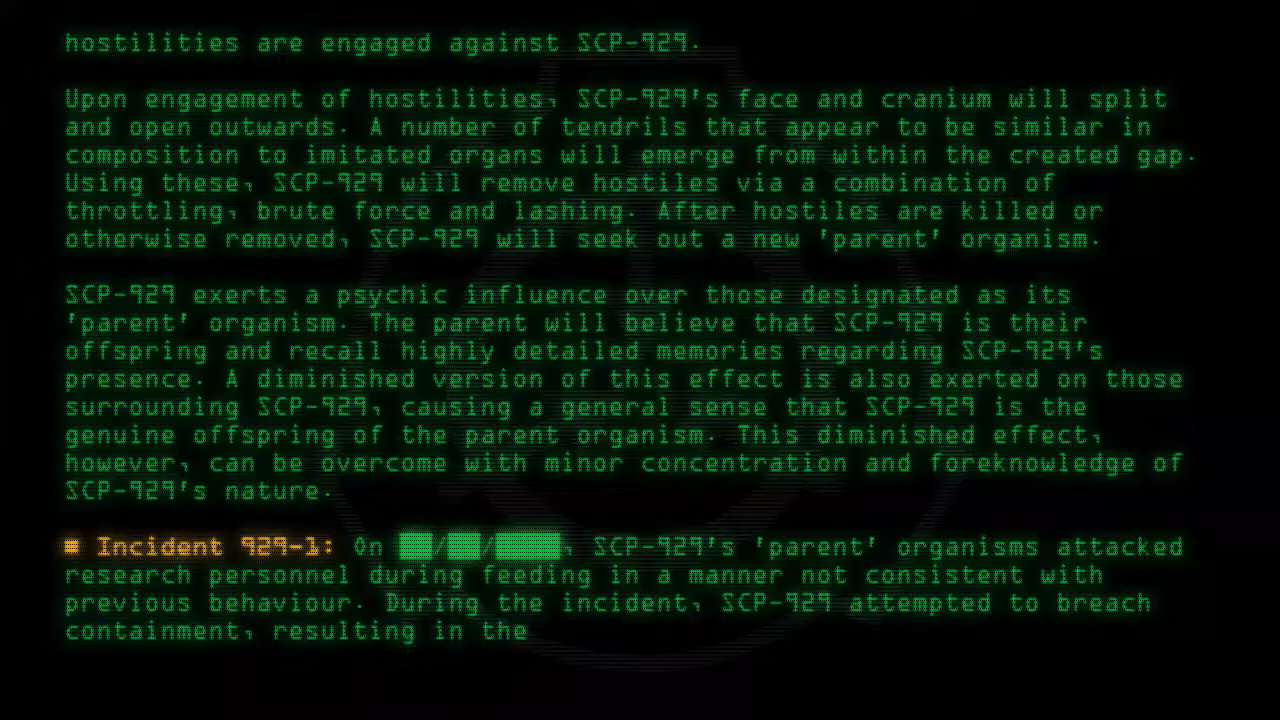 hostilities are engaged against SCP-929.
Upon engagement of hostilities, SCP-929's face and cranium will split
and open outwards. A number of tendrils that appear to be similar in
composition to imitated organs will emerge from within the created gap.
Using these, SCP-929 will remove hostiles via a combination of
throttling, brute force and lashing. After hostiles are killed or
otherwise removed, SCP-929 will seek out a new 'parent' organism.
SCP-929 exerts a psychic influence over those designated as its
'parent' organism. The parent will believe that SCP-929 is their
offspring and recall highly detailed memories regarding SCP-929's
presence. A diminished version of this effect is also exerted on those
surrounding SCP-929, causing a general sense that SCP-929 is the
genuine offspring of the parent organism. This diminished effect,
however, can be overcome with minor concentration and foreknowledge of
SCP-929's nature.
■ Incident 929-1: On ██/██/████, SCP-929's 'parent' organisms attacked
research personnel during feeding in a manner not consistent with
previous behaviour. During the incident, SCP-929 attempted to breach
containment, resulting in the